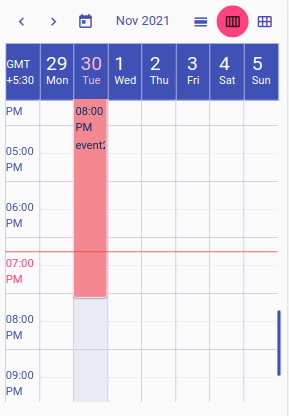 Nov 2021
GMT
+5:30
29
Mon
30
Tue
1
Wed
2
Thu
3
Fri
4
Sat
5
Sun
PM
05:00
PM
06:00
PM
07:00
PM
08:00
PM
09:00
PM
08:00
PM
event2